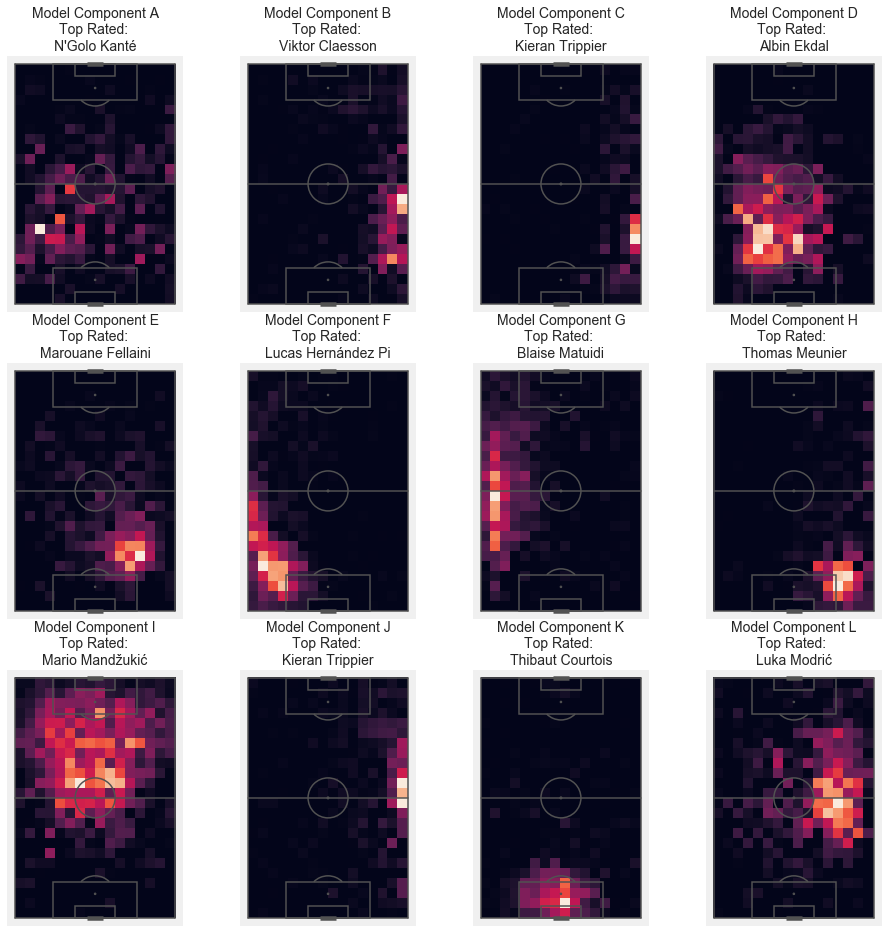 Model Component A
Top Rated:
N'Golo Kanté
Model Component B
Top Rated:
Viktor Claesson
Model Component C
Top Rated:
Kieran Trippier
Model Component D
Top Rated:
Albin Ekdal
Model Component E
Top Rated:
Marouane Fellaini
Model Component F
Top Rated:
Lucas Hernández Pi
Model Component G
Top Rated:
Blaise Matuidi
Model Component H
Top Rated:
Thomas Meunier
Model Component I
Top Rated:
Mario Mandžukić
Model Component J
Top Rated:
Kieran Trippier
Model Component K
Top Rated:
Thibaut Courtois
Model Component L
Top Rated:
Luka Modrić